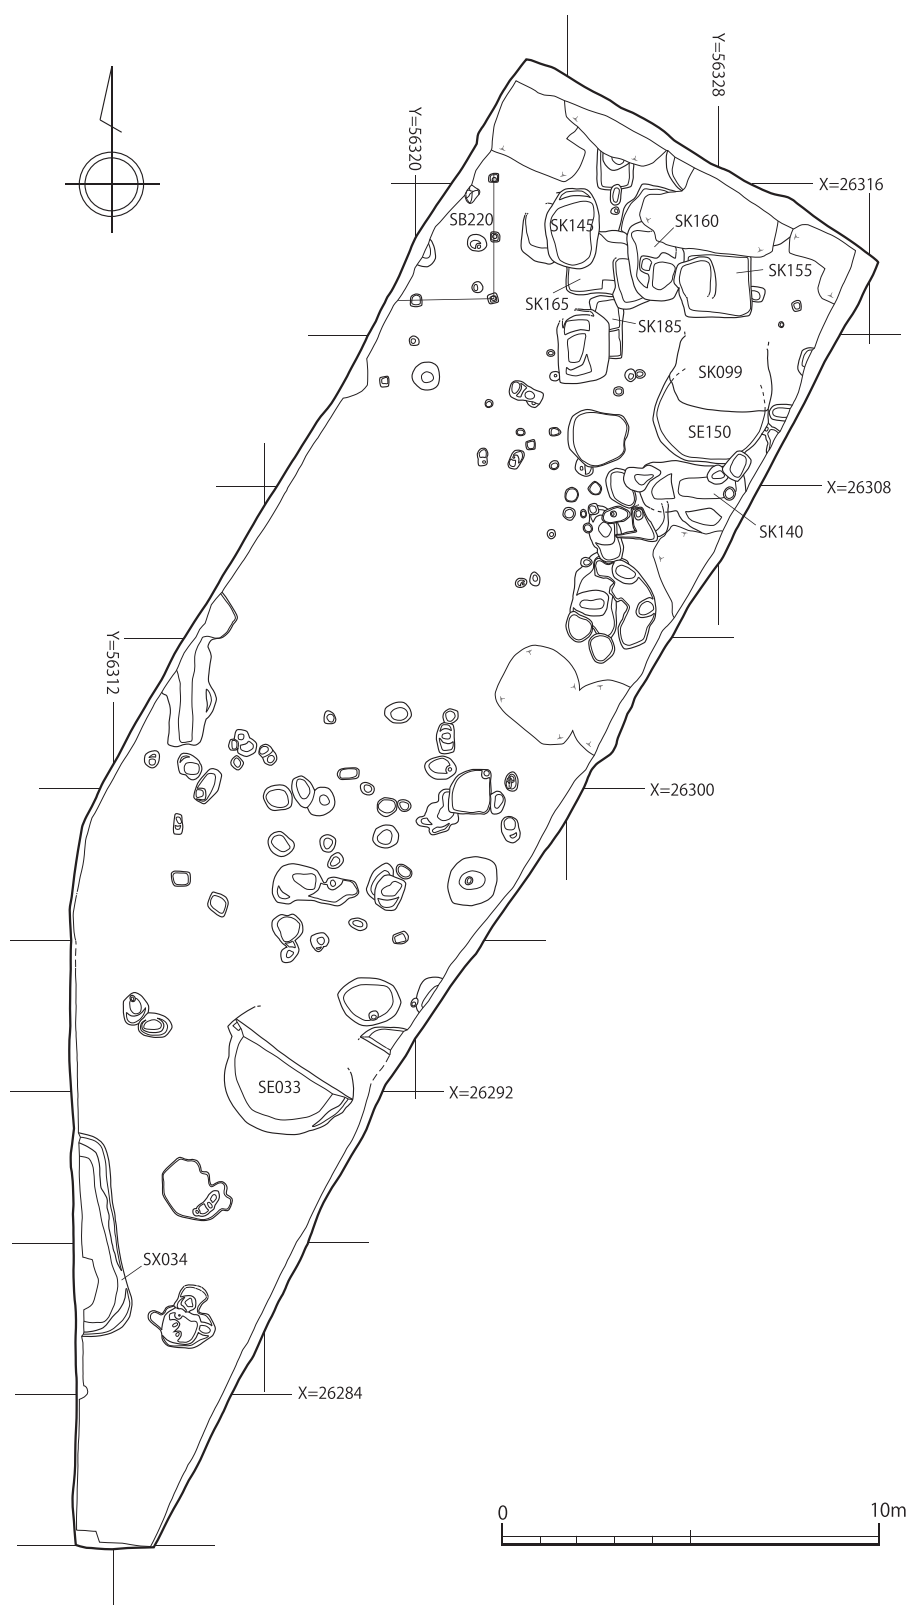 Y=56328
Y=56320
X=26316
SB220
SK145
SK160
SK155
SK165
SK185
SK099
SE150
X=26308
SK140
Y=56312
X=26300
SE033
X=26292
SX034
X=26284
0
10m